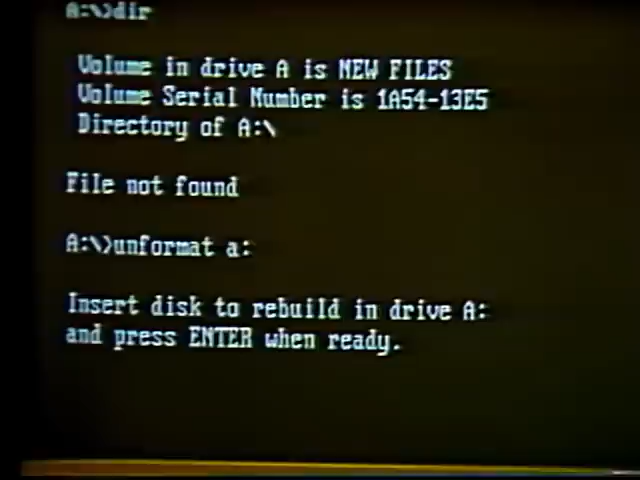 A:\>dir
Volume in drive A is NEW FILES
Volume Serial Number is 1A54-13E5
Directory of A:\
File not found
A:\>unformat a:
Insert disk to rebuild in drive A:
and press ENTER when ready.